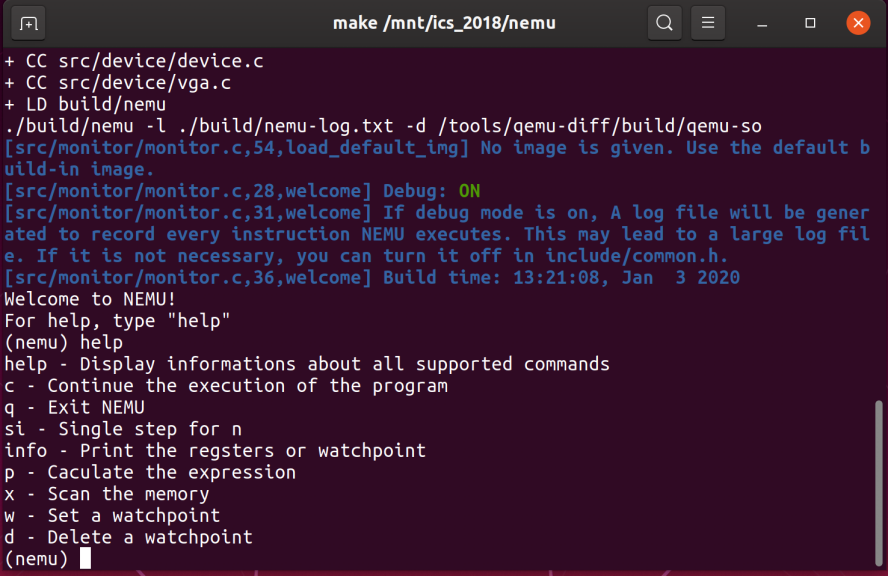 make /mnt/ics_2018/nemu
+ CC src/device/device.c
+ CC src/device/vga.c
+ LD build/nemu
./build/nemu -l ./build/nemu-log.txt -d /tools/qemu-diff/build/qemu-so
[src/monitor/monitor.c,54,load_default_img] No image is given. Use the default b
uild-in image.
[src/monitor/monitor.c,28,welcome] Debug: ON
[src/monitor/monitor.c,31,welcome] If debug mode is on, A log file will be gener
ated to record every instruction NEMU executes. This may lead to a large log fil
e. If it is not necessary, you can turn it off in include/common.h.
[src/monitor/monitor.c,36,welcome] Build time: 13:21:08, Jan  3 2020
Welcome to NEMU!
For help, type "help"
(nemu) help
help - Display informations about all supported commands
c - Continue the execution of the program
q - Exit NEMU
si - Single step for n
info - Print the regsters or watchpoint
p - Caculate the expression
x - Scan the memory
w - Set a watchpoint
d - Delete a watchpoint
(nemu)